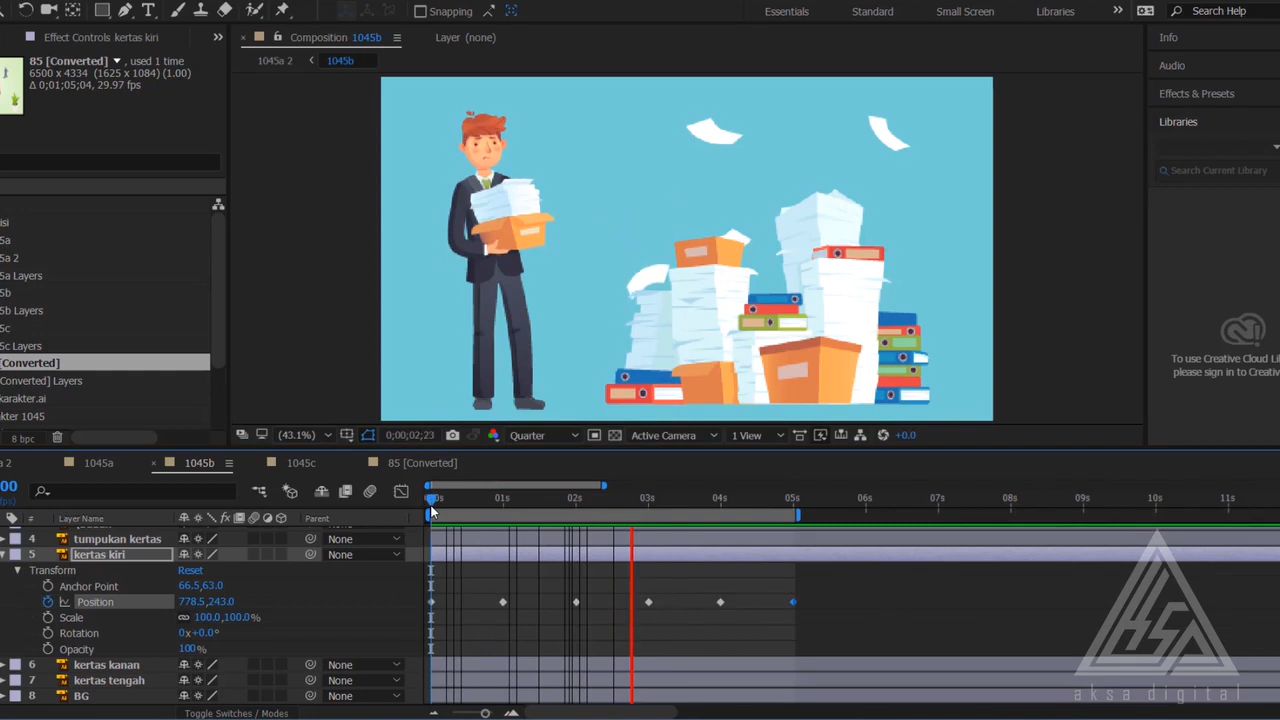 Snapping
Essentials
Standard
Small Screen
Libraries
Search Help
Effect Controls kertas kiri
Composition 1045b
Layer (none)
Info
85 [Converted] , used 1 time
6500 x 4334 (1625 x 1084) (1.00)
Δ 0;01;05;04, 29.97 fps
1045a 2
1045b
Audio
Effects & Presets
Libraries
Search Current Library
isi
5a
5a 2
5a Layers
5b
5b Layers
5c
5c Layers
[Converted]
[Converted] Layers
karakter.ai
akter 1045
8 bpc
To use Creative Cloud Li
please sign in to Creativ
(43.1%)
0;00;02;23
Quarter
Active Camera
1 View
+0.0
a 2
1045a
1045b
1045c
85 [Converted]
00
01s
02s
03s
04s
05s
06s
07s
08s
09s
10s
11s
#
Layer Name
Parent
4
tumpukan kertas
None
5
kertas kiri
None
Transform
Reset
Anchor Point
66.5,63.0
Position
778.5,243.0
Scale
100.0,100.0%
Rotation
0x+0.0°
Opacity
100%
6
kertas kanan
None
7
kertas tengah
None
8
BG
None
Toggle Switches / Modes
aksa digital